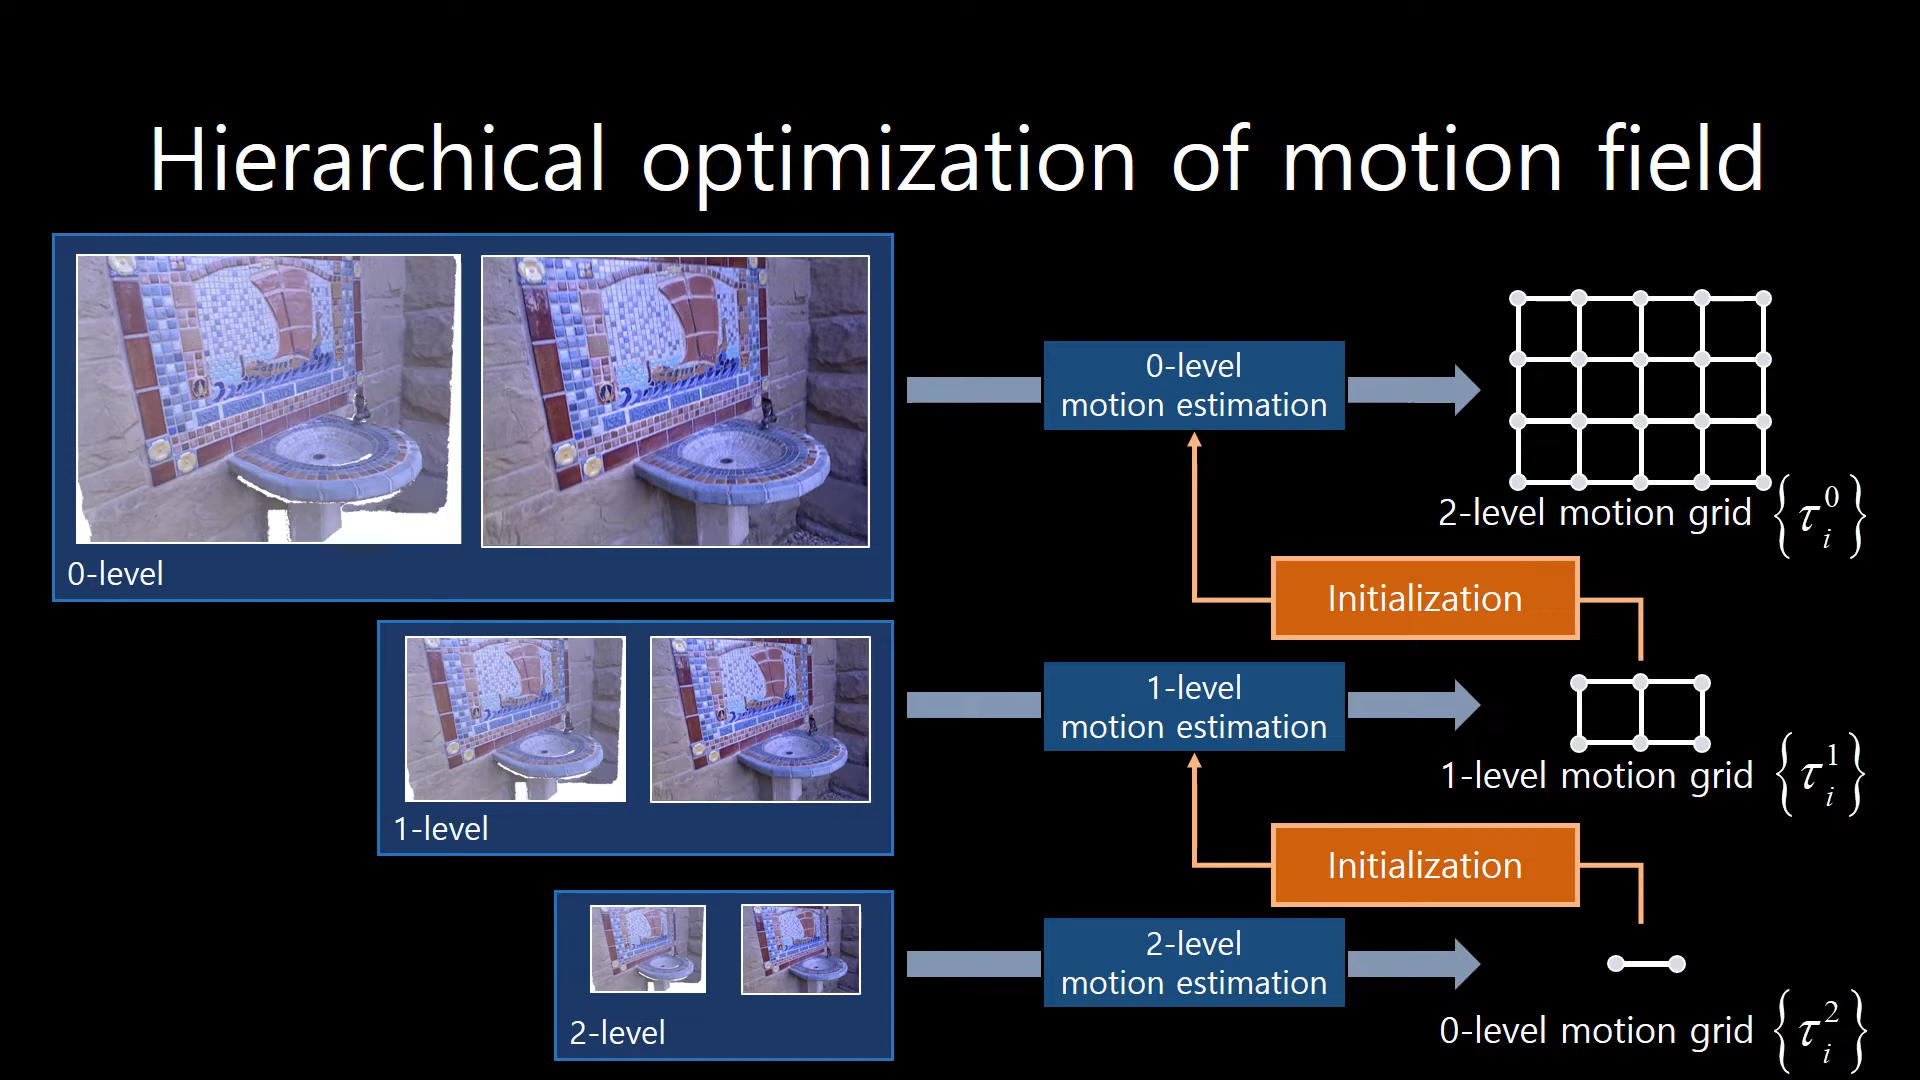 Hierarchical optimization of motion field
0-level
0-level
motion estimation
2-level motion grid {τ_i^0}
Initialization
1-level
1-level
motion estimation
1-level motion grid {τ_i^1}
Initialization
2-level
2-level
motion estimation
0-level motion grid {τ_i^2}